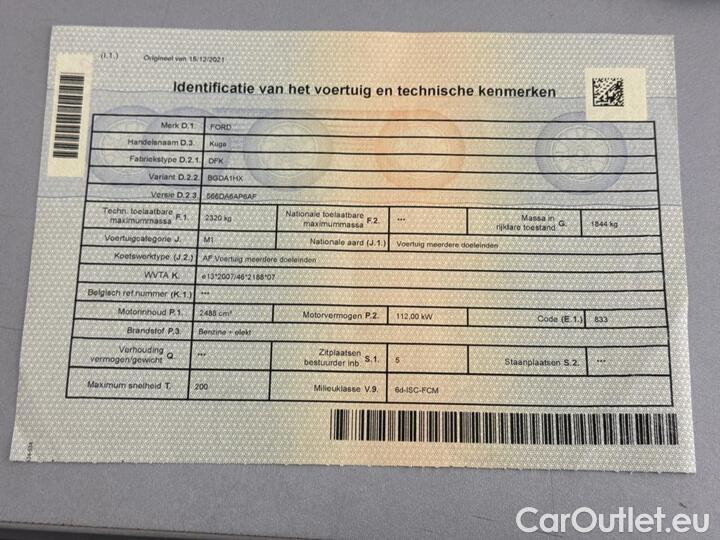 (I.1.) Origineel van 15/12/2021
Identificatie van het voertuig en technische kenmerken
Merk D.1. FORD
Handelsnaam D.3. Kuga
Fabriekstype D.2.1. DFK
Variant D.2.2. BGDA1HX
Versie D.2.3. 566DA6AP6AF
Techn. toelaatbare maximummassa F.1. 2320 kg Nationale toelaatbare maximummassa F.2. *** Massa in rijklare toestand G. 1844 kg
Voertuigcategorie J. M1 Nationale aard (J.1.) Voertuig meerdere doeleinden
Koetswerktype (J.2.) AF Voertuig meerdere doeleinden
WVTA K. e13*2007/46*2188*07
Belgisch ref.nummer (K.1.) ***
Motorinhoud P.1. 2488 cm³ Motorvermogen P.2. 112,00 kW Code (E.1.) 833
Brandstof P.3. Benzine + elekt
Verhouding vermogen/gewicht Q. *** Zitplaatsen bestuurder inb. S.1. 5 Staanplaatsen S.2. ***
Maximum snelheid T. 200 Milieuklasse V.9. 6d-ISC-FCM
CarOutlet.eu